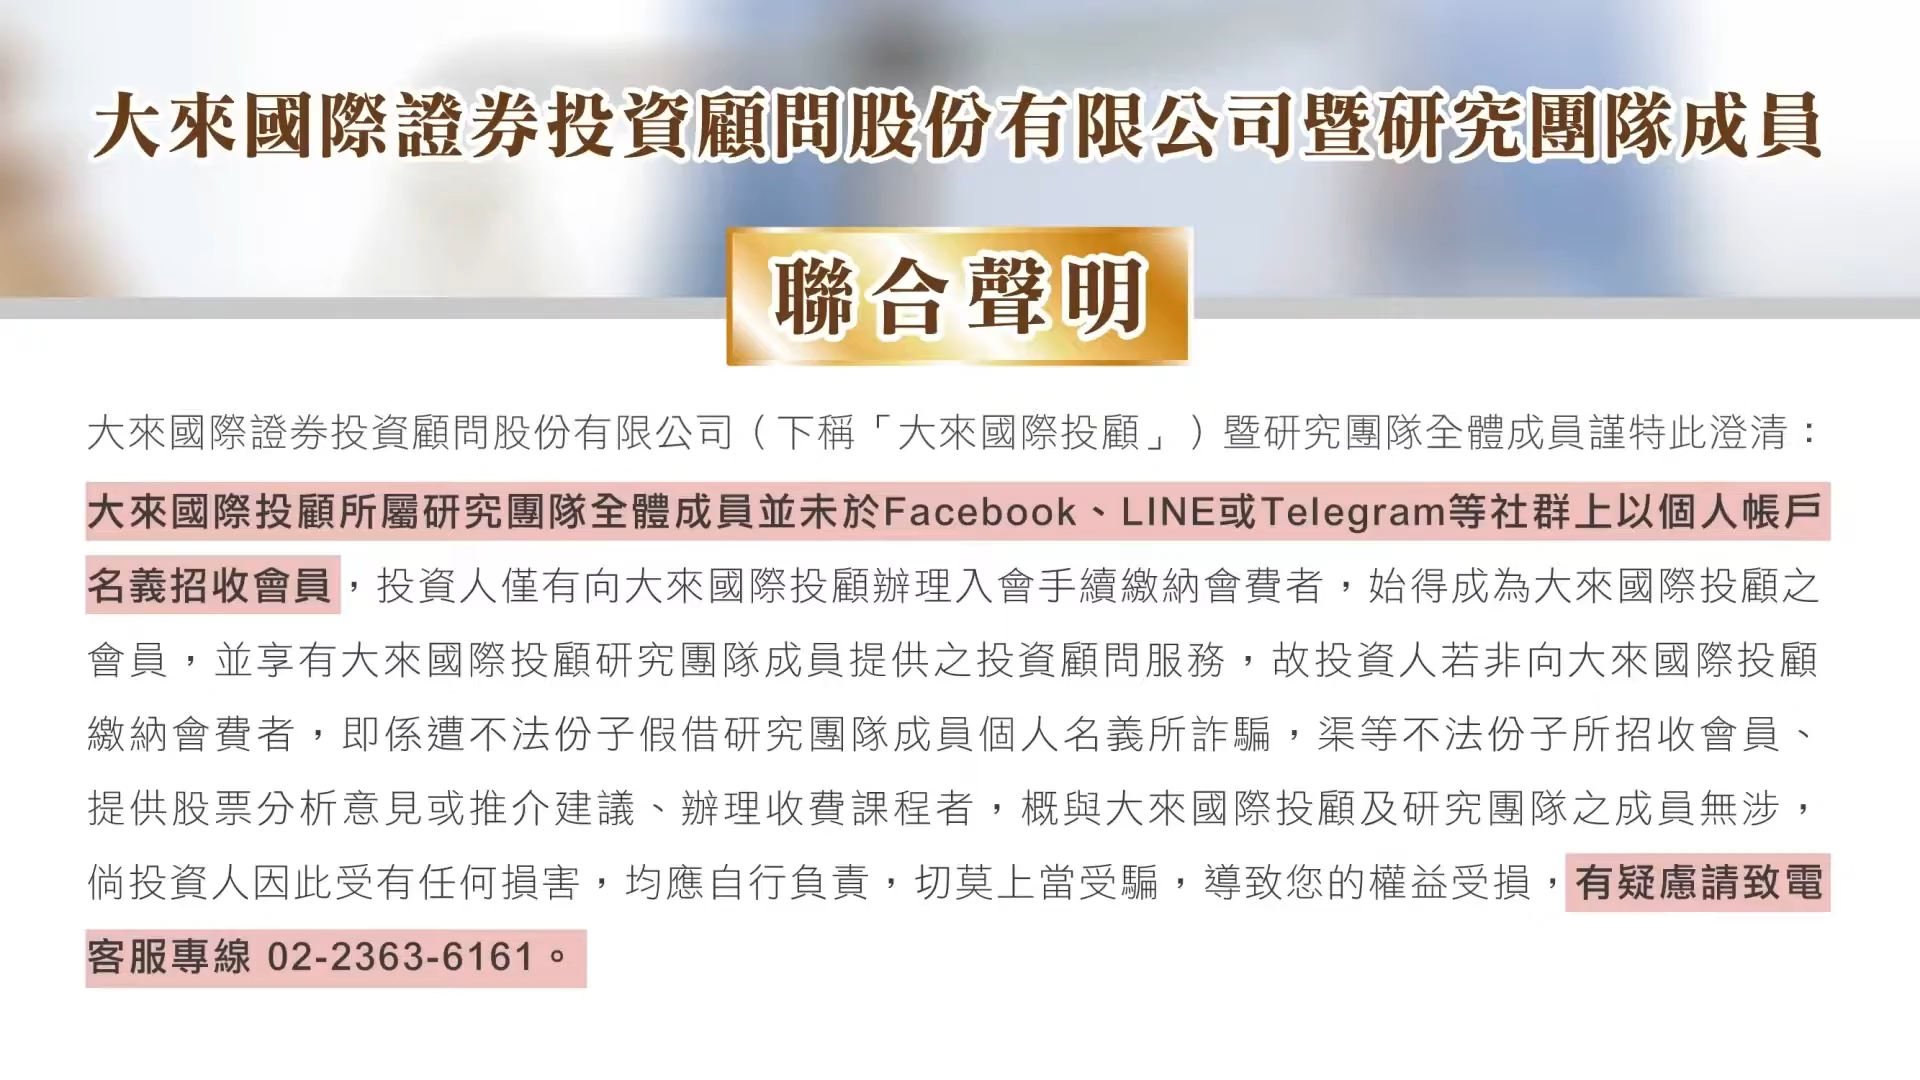 大來國際證券投資顧問股份有限公司暨研究團隊成員
聯合聲明
大來國際證券投資顧問股份有限公司（下稱「大來國際投顧」）暨研究團隊全體成員謹特此澄清：
大來國際投顧所屬研究團隊全體成員並未於Facebook、LINE或Telegram等社群上以個人帳戶
名義招收會員，投資人僅有向大來國際投顧辦理入會手續繳納會費者，始得成為大來國際投顧之
會員，並享有大來國際投顧研究團隊成員提供之投資顧問服務，故投資人若非向大來國際投顧
繳納會費者，即係遭不法份子假借研究團隊成員個人名義所詐騙，渠等不法份子所招收會員、
提供股票分析意見或推介建議、辦理收費課程者，概與大來國際投顧及研究團隊之成員無涉，
倘投資人因此受有任何損害，均應自行負責，切莫上當受騙，導致您的權益受損，有疑慮請致電
客服專線 02-2363-6161。